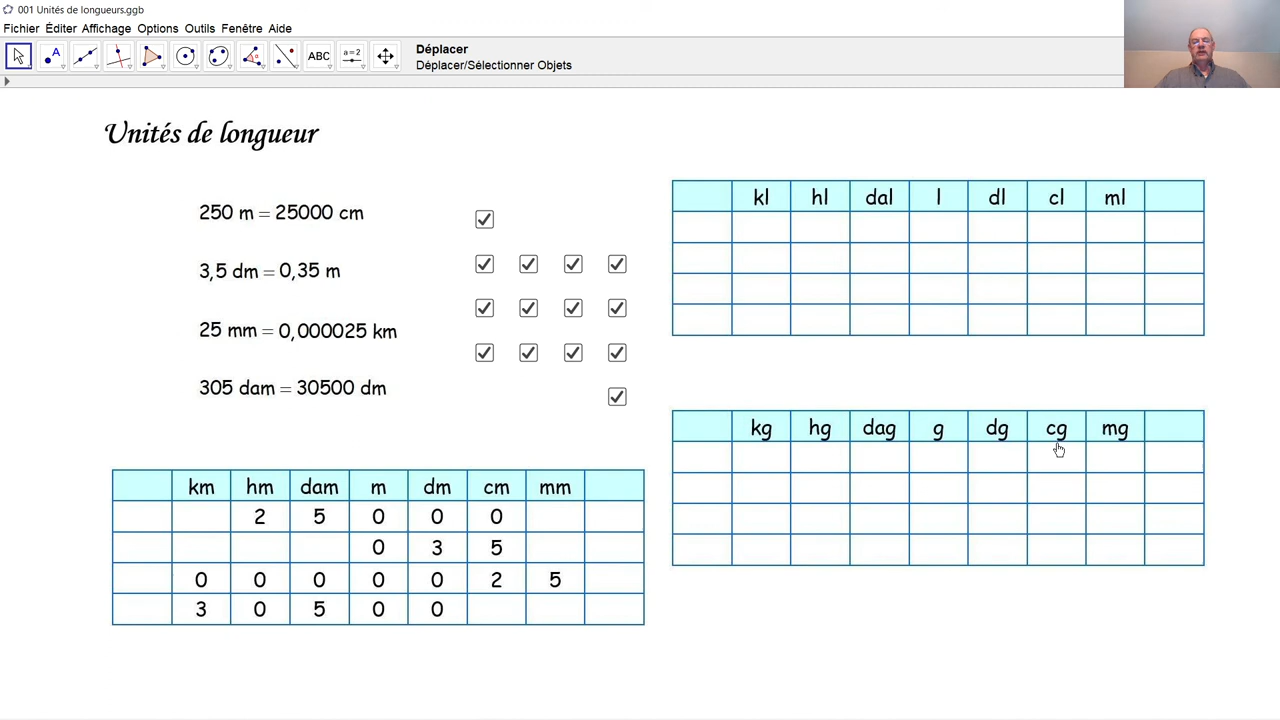 001 Unités de longueurs.ggb
Fichier Éditer Affichage Options Outils Fenêtre Aide
A ABC a=2
Déplacer
Déplacer/Sélectionner Objets
Unités de longueur
250 m = 25000 cm
3,5 dm = 0,35 m
25 mm = 0,000025 km
305 dam = 30500 dm
km hm dam m dm cm mm
2 5 0 0 0
0 3 5
0 0 0 0 0 2 5
3 0 5 0 0
kl hl dal l dl cl ml
kg hg dag g dg cg mg